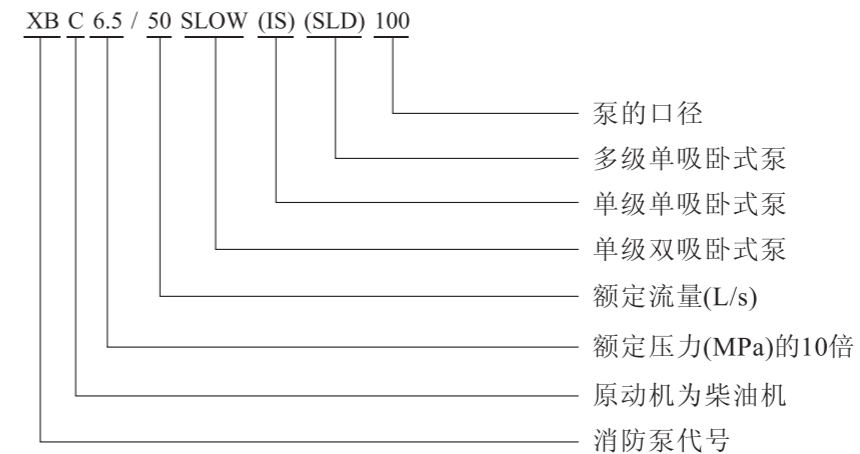 XB C 6.5 / 50 SLOW (IS) (SLD) 100
泵的口径
多级单吸卧式泵
单级单吸卧式泵
单级双吸卧式泵
额定流量(L/s)
额定压力(MPa)的10倍
原动机为柴油机
消防泵代号